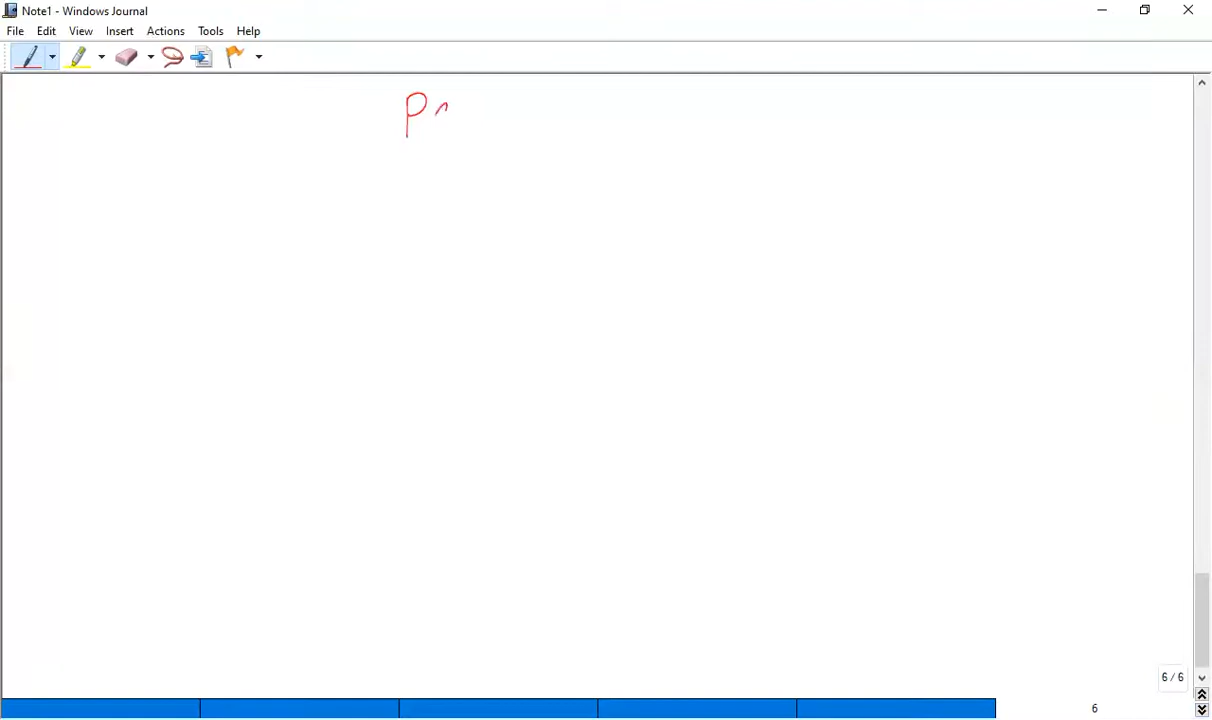 Note1 - Windows Journal
File Edit View Insert Actions Tools Help
P
6 / 6
6